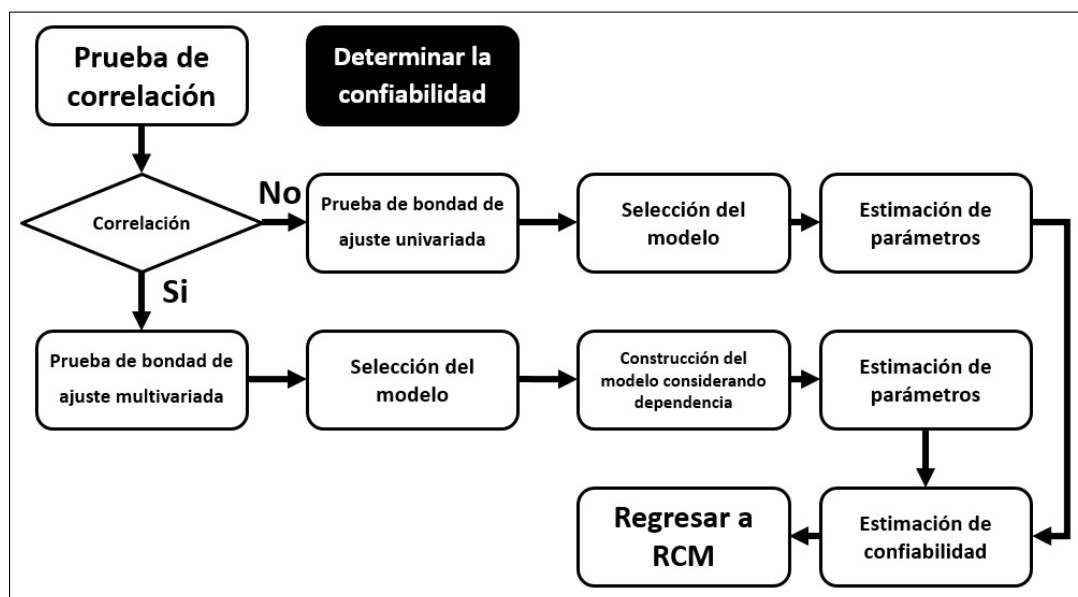 Prueba de
correlación
Determinar la
confiabilidad
Correlación
No
Prueba de bondad de
ajuste univariada
Selección del
modelo
Estimación de
parámetros
Si
Prueba de bondad de
ajuste multivariada
Selección del
modelo
Construcción del
modelo considerando
dependencia
Estimación de
parámetros
Regresar a
RCM
Estimación de
confiabilidad